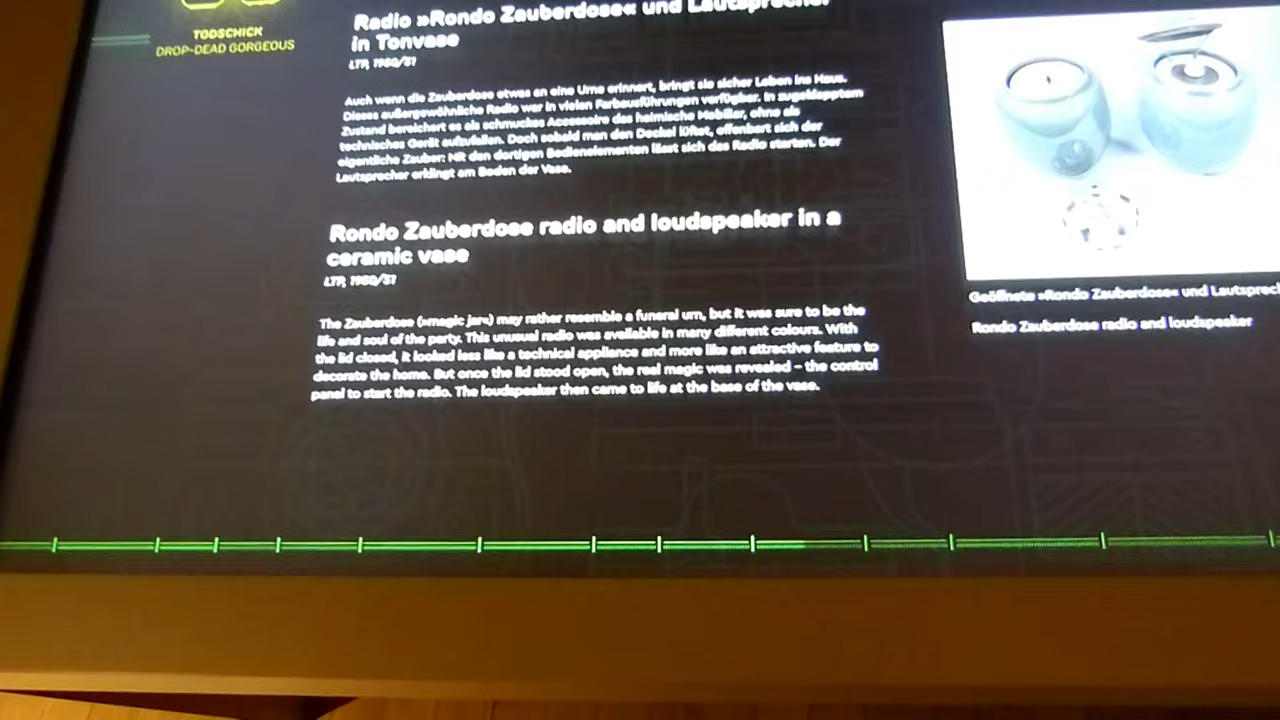 TODSCHICK
DROP-DEAD GORGEOUS
Radio »Rondo Zauberdose« und Lautsprecher
in Tonvase
LTP, 1950/51
Auch wenn die Zauberdose etwas an eine Urne erinnert, bringt sie sicher Leben ins Haus.
Dieses außergewöhnliche Radio war in vielen Farbausführungen verfügbar. In zugeklapptem
Zustand bereichert es als schmuckes Accessoire das heimische Mobiliar, ohne als
technisches Gerät aufzufallen. Doch sobald man den Deckel lüftet, offenbart sich der
eigentliche Zauber: Mit den dortigen Bedienelementen lässt sich das Radio starten. Der
Lautsprecher erklingt am Boden der Vase.
Rondo Zauberdose radio and loudspeaker in a
ceramic vase
LTP, 1950/51
The Zauberdose (»magic jar«) may rather resemble a funeral urn, but it was sure to be the
life and soul of the party. This unusual radio was available in many different colours. With
the lid closed, it looked less like a technical appliance and more like an attractive feature to
decorate the home. But once the lid stood open, the real magic was revealed – the control
panel to start the radio. The loudspeaker then came to life at the base of the vase.
Geöffnete »Rondo Zauberdose« und Lautsprech
Rondo Zauberdose radio and loudspeaker